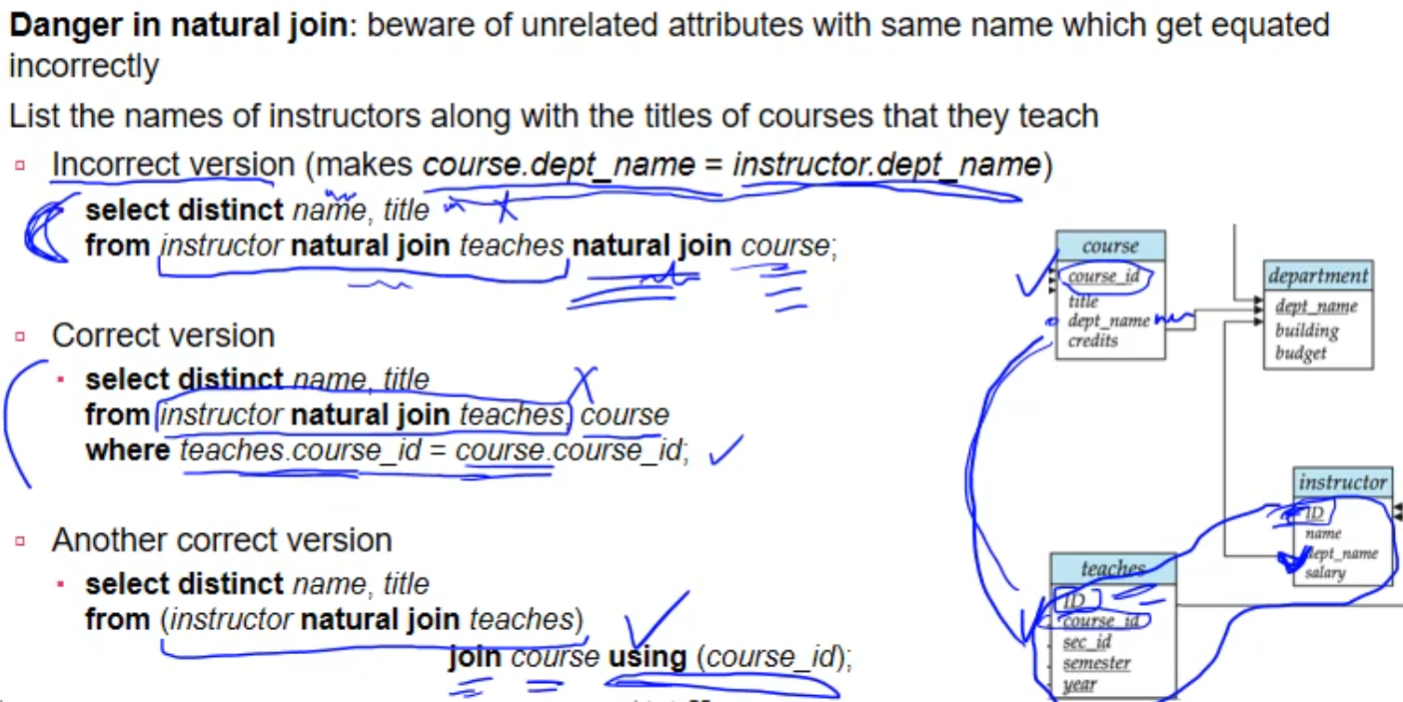 Danger in natural join: beware of unrelated attributes with same name which get equated
incorrectly
List the names of instructors along with the titles of courses that they teach
Incorrect version (makes course.dept_name = instructor.dept_name)
select distinct name, title
from instructor natural join teaches natural join course;
Correct version
select distinct name, title
from instructor natural join teaches, course
where teaches.course_id = course.course_id;
Another correct version
select distinct name, title
from (instructor natural join teaches)
join course using (course_id);
course
course_id
title
dept_name
credits
department
dept_name
building
budget
instructor
ID
name
dept_name
salary
teaches
ID
course_id
sec_id
semester
year